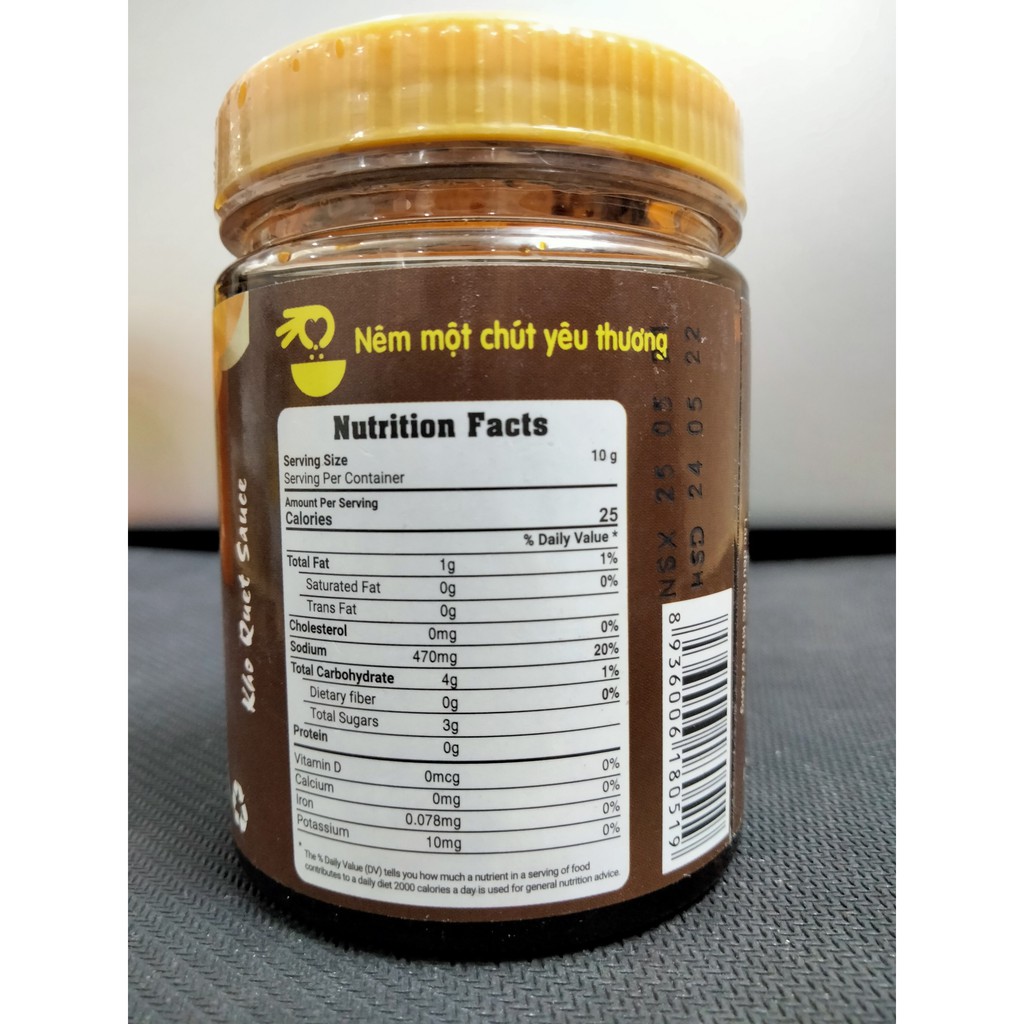 Nêm một chút yêu thương
Nutrition Facts
Serving Size 10 g
Serving Per Container
Amount Per Serving
Calories 25
% Daily Value *
Total Fat 1g 1%
Saturated Fat 0g 0%
Trans Fat 0g
Cholesterol 0mg 0%
Sodium 470mg 20%
Total Carbohydrate 4g 1%
Dietary fiber 0g 0%
Total Sugars 3g
Protein 0g
Vitamin D 0mcg 0%
Calcium 0mg 0%
Iron 0.078mg 0%
Potassium 10mg 0%
* The % Daily Value (DV) tells you how much a nutrient in a serving of food
contributes to a daily diet 2000 calories a day is used for general nutrition advice.
Kho Quet Sauce
NSX 25 05 21
HSD 24 05 22
8936006180519